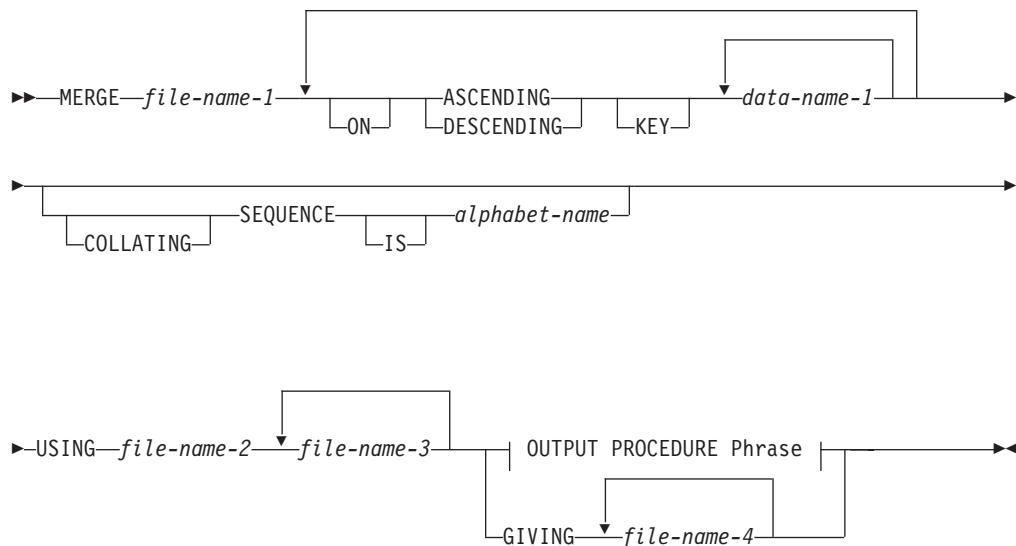 MERGE file-name-1 ASCENDING data-name-1
ON DESCENDING KEY
SEQUENCE alphabet-name
COLLATING IS
USING file-name-2 file-name-3 OUTPUT PROCEDURE Phrase
GIVING file-name-4